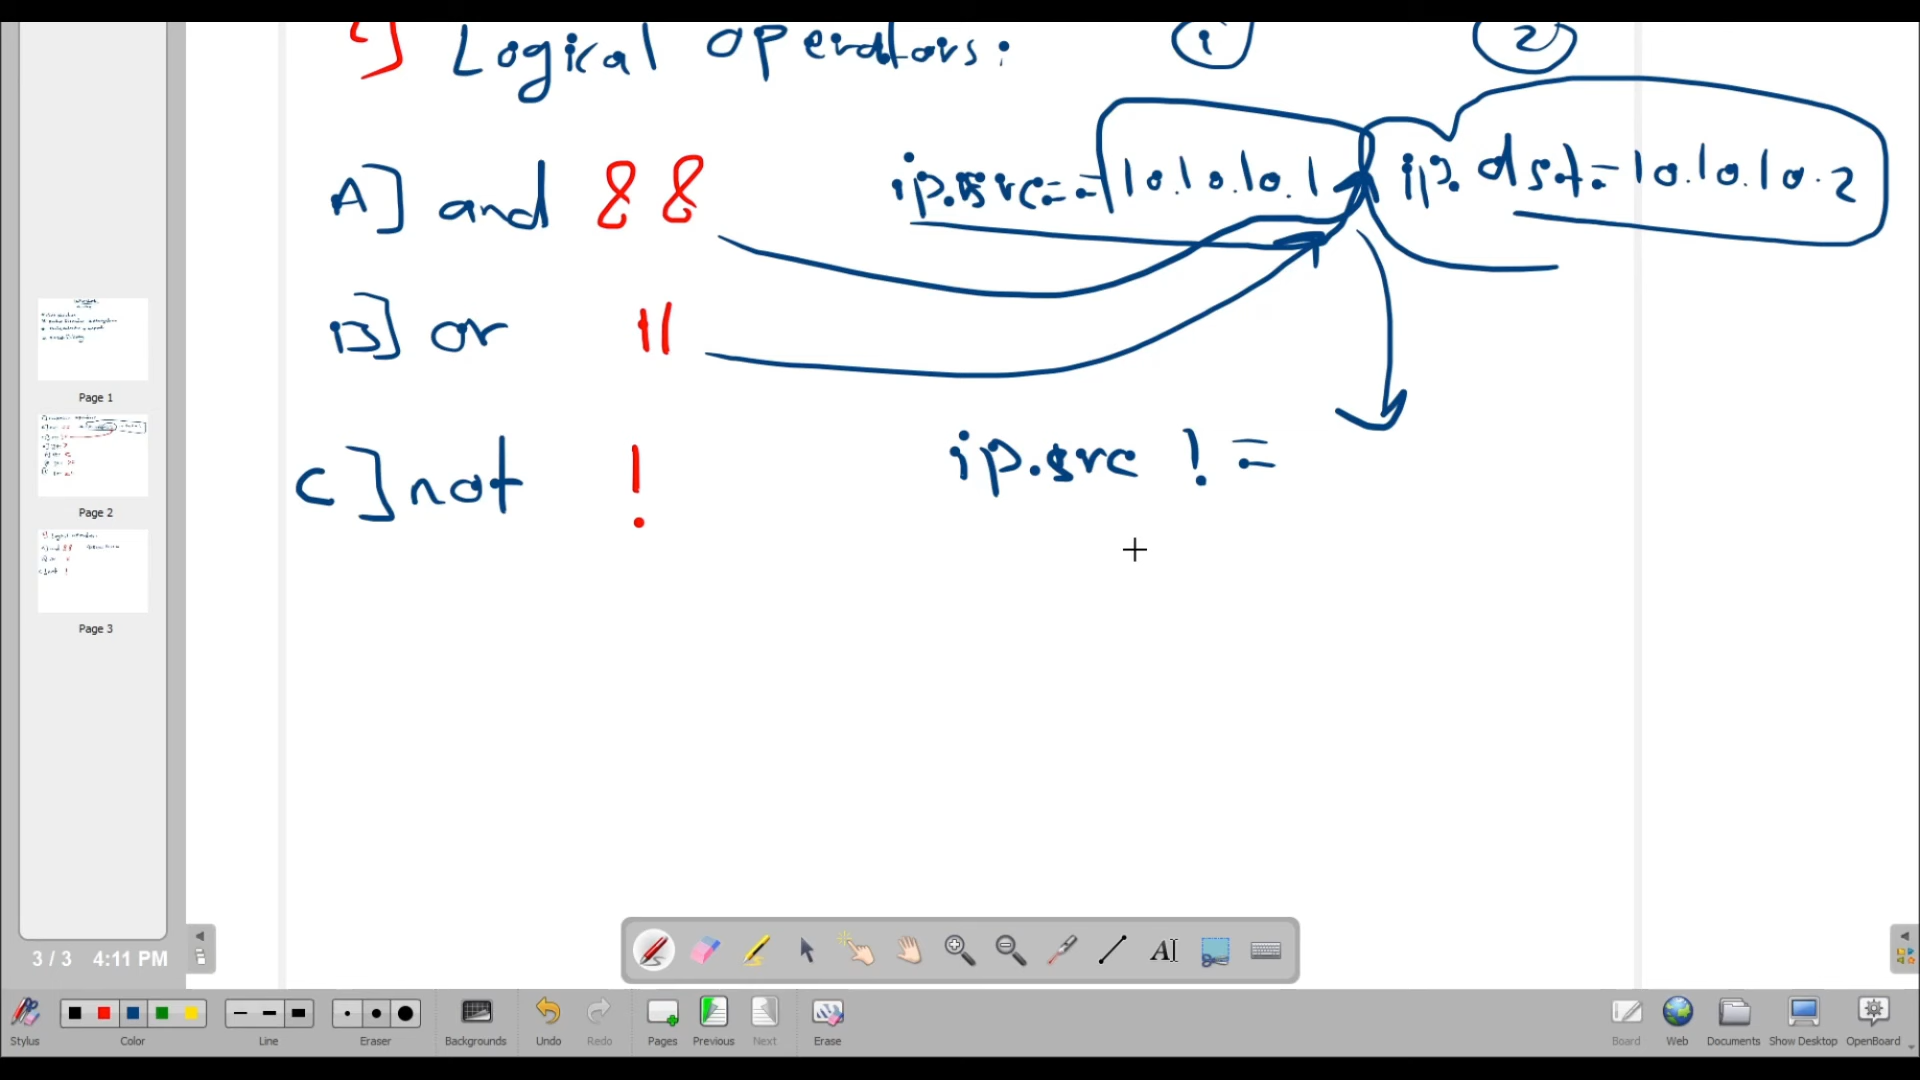 Logical operators: 1 2
A] and && ip.src==10.10.10.1 ip.dst=10.10.10.2
B] or ||
C] not ! ip.src !=
Page 1
Page 2
Page 3
3 / 3 4:11 PM
Stylus Color Line Eraser Backgrounds Undo Redo Pages Previous Next Erase Board Web Documents Show Desktop OpenBoard